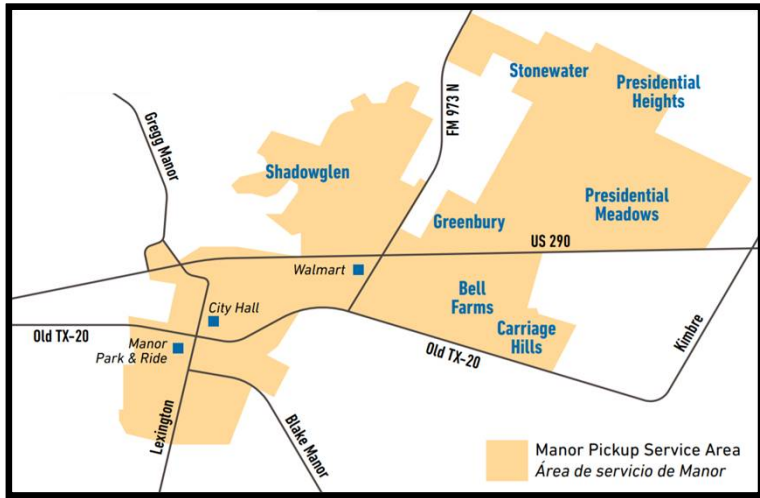 Stonewater
Presidential
Heights
FM 973 N
Gregg Manor
Shadowglen
Presidential
Meadows
Greenbury
US 290
Walmart
Bell
Farms
City Hall
Carriage
Hills
Old TX-20
Manor
Park & Ride
Old TX-20
Kimbre
Lexington
Blake Manor
Manor Pickup Service Area
Área de servicio de Manor